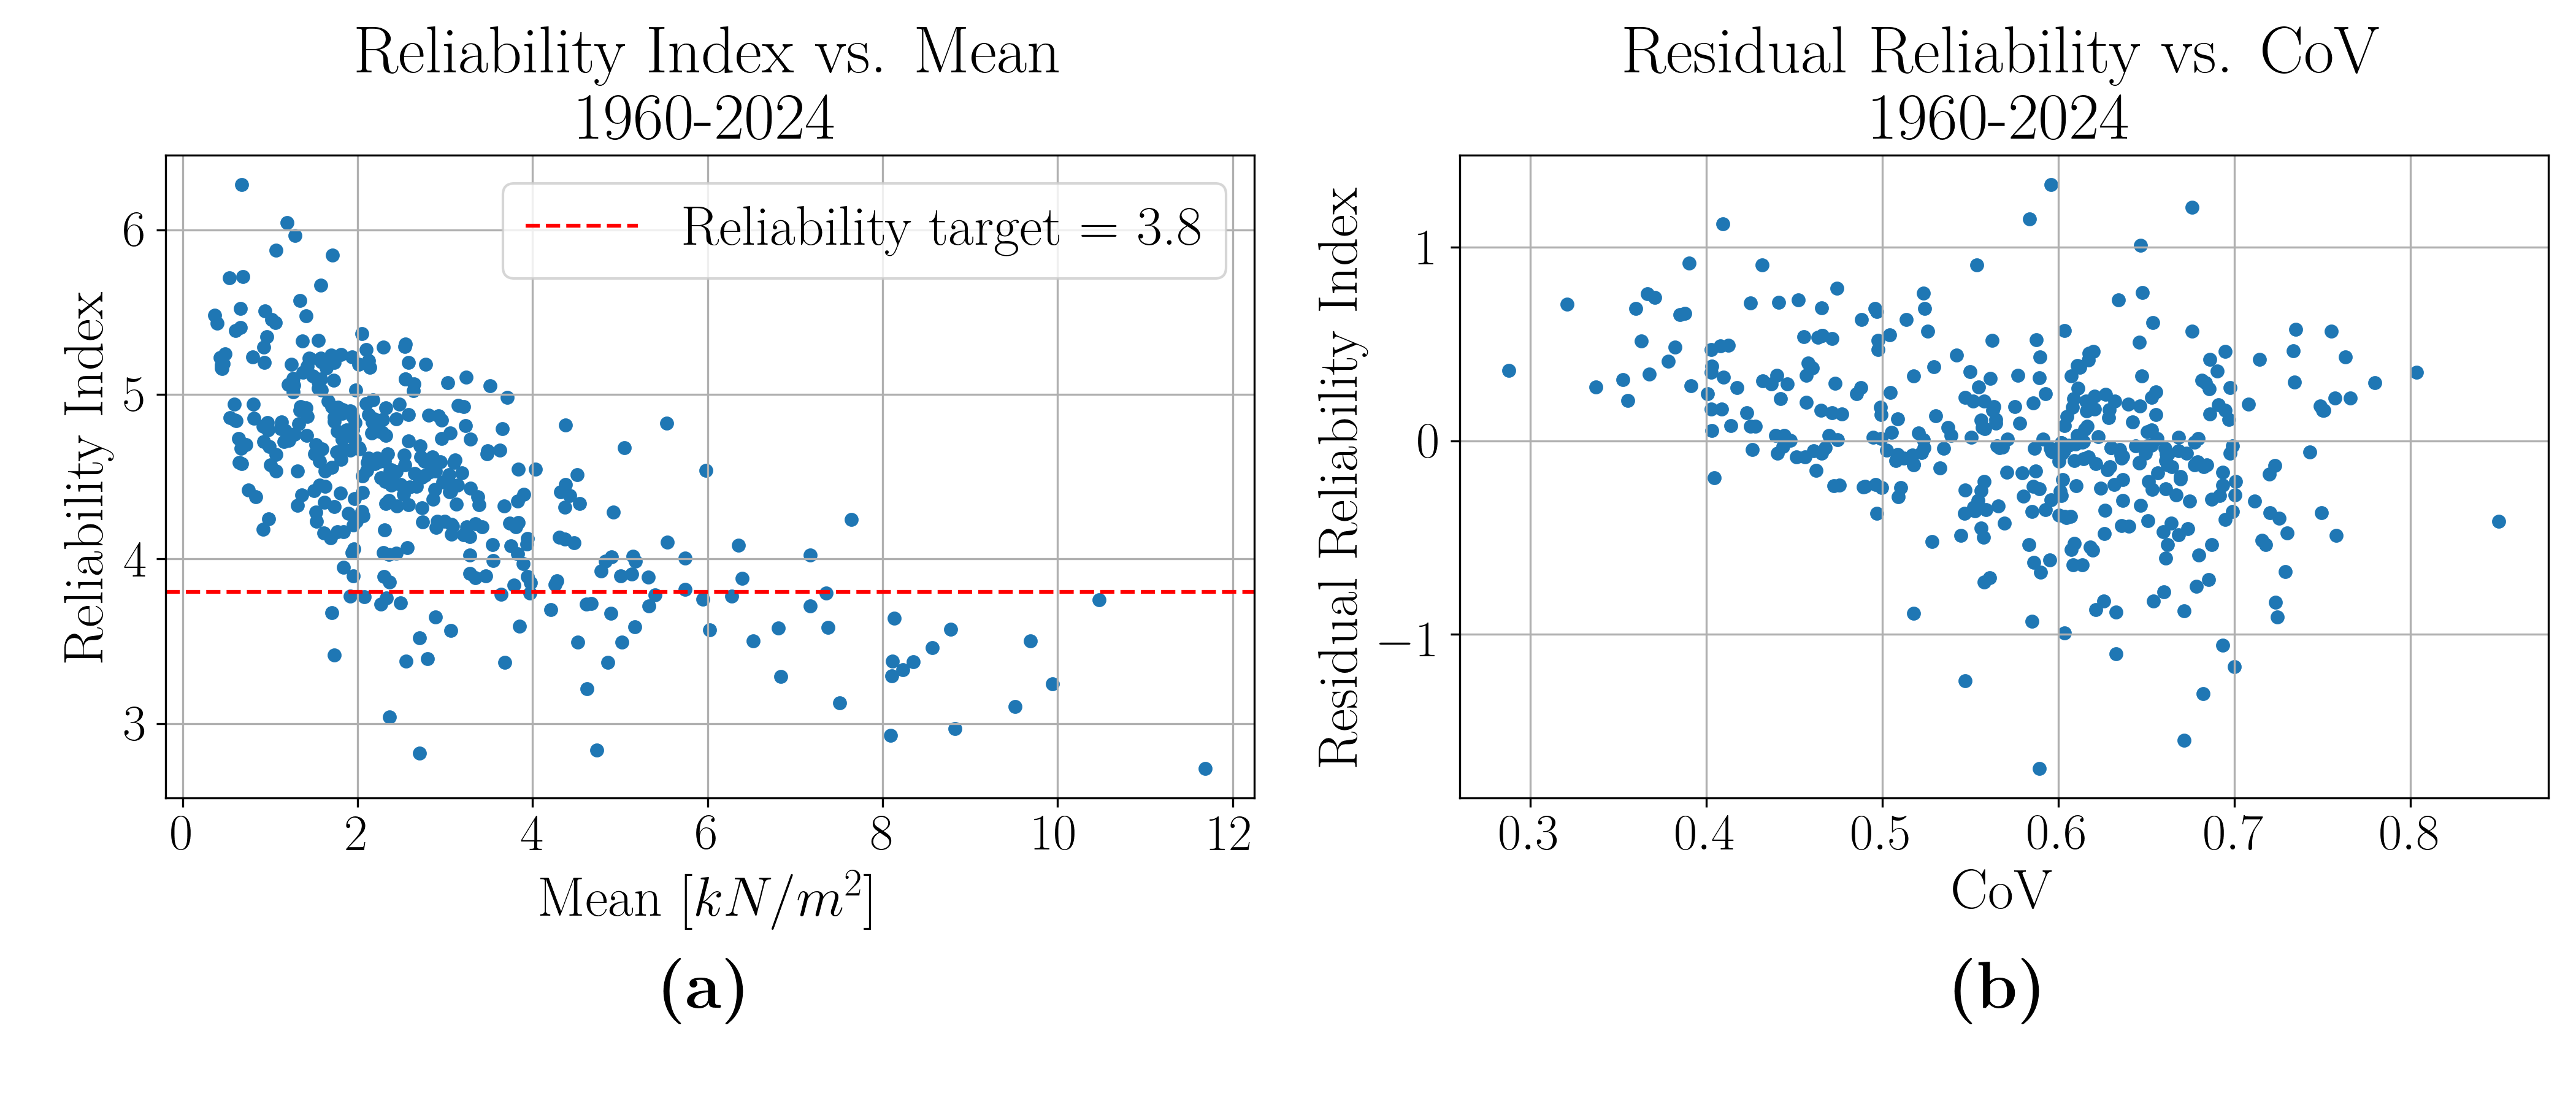 Reliability Index vs. Mean
1960-2024
Reliability Index
6
5
4
3
Reliability target = 3.8
0 2 4 6 8 10 12
Mean [kN/m²]
(a)
Residual Reliability vs. CoV
1960-2024
Residual Reliability Index
1
0
−1
0.3 0.4 0.5 0.6 0.7 0.8
CoV
(b)